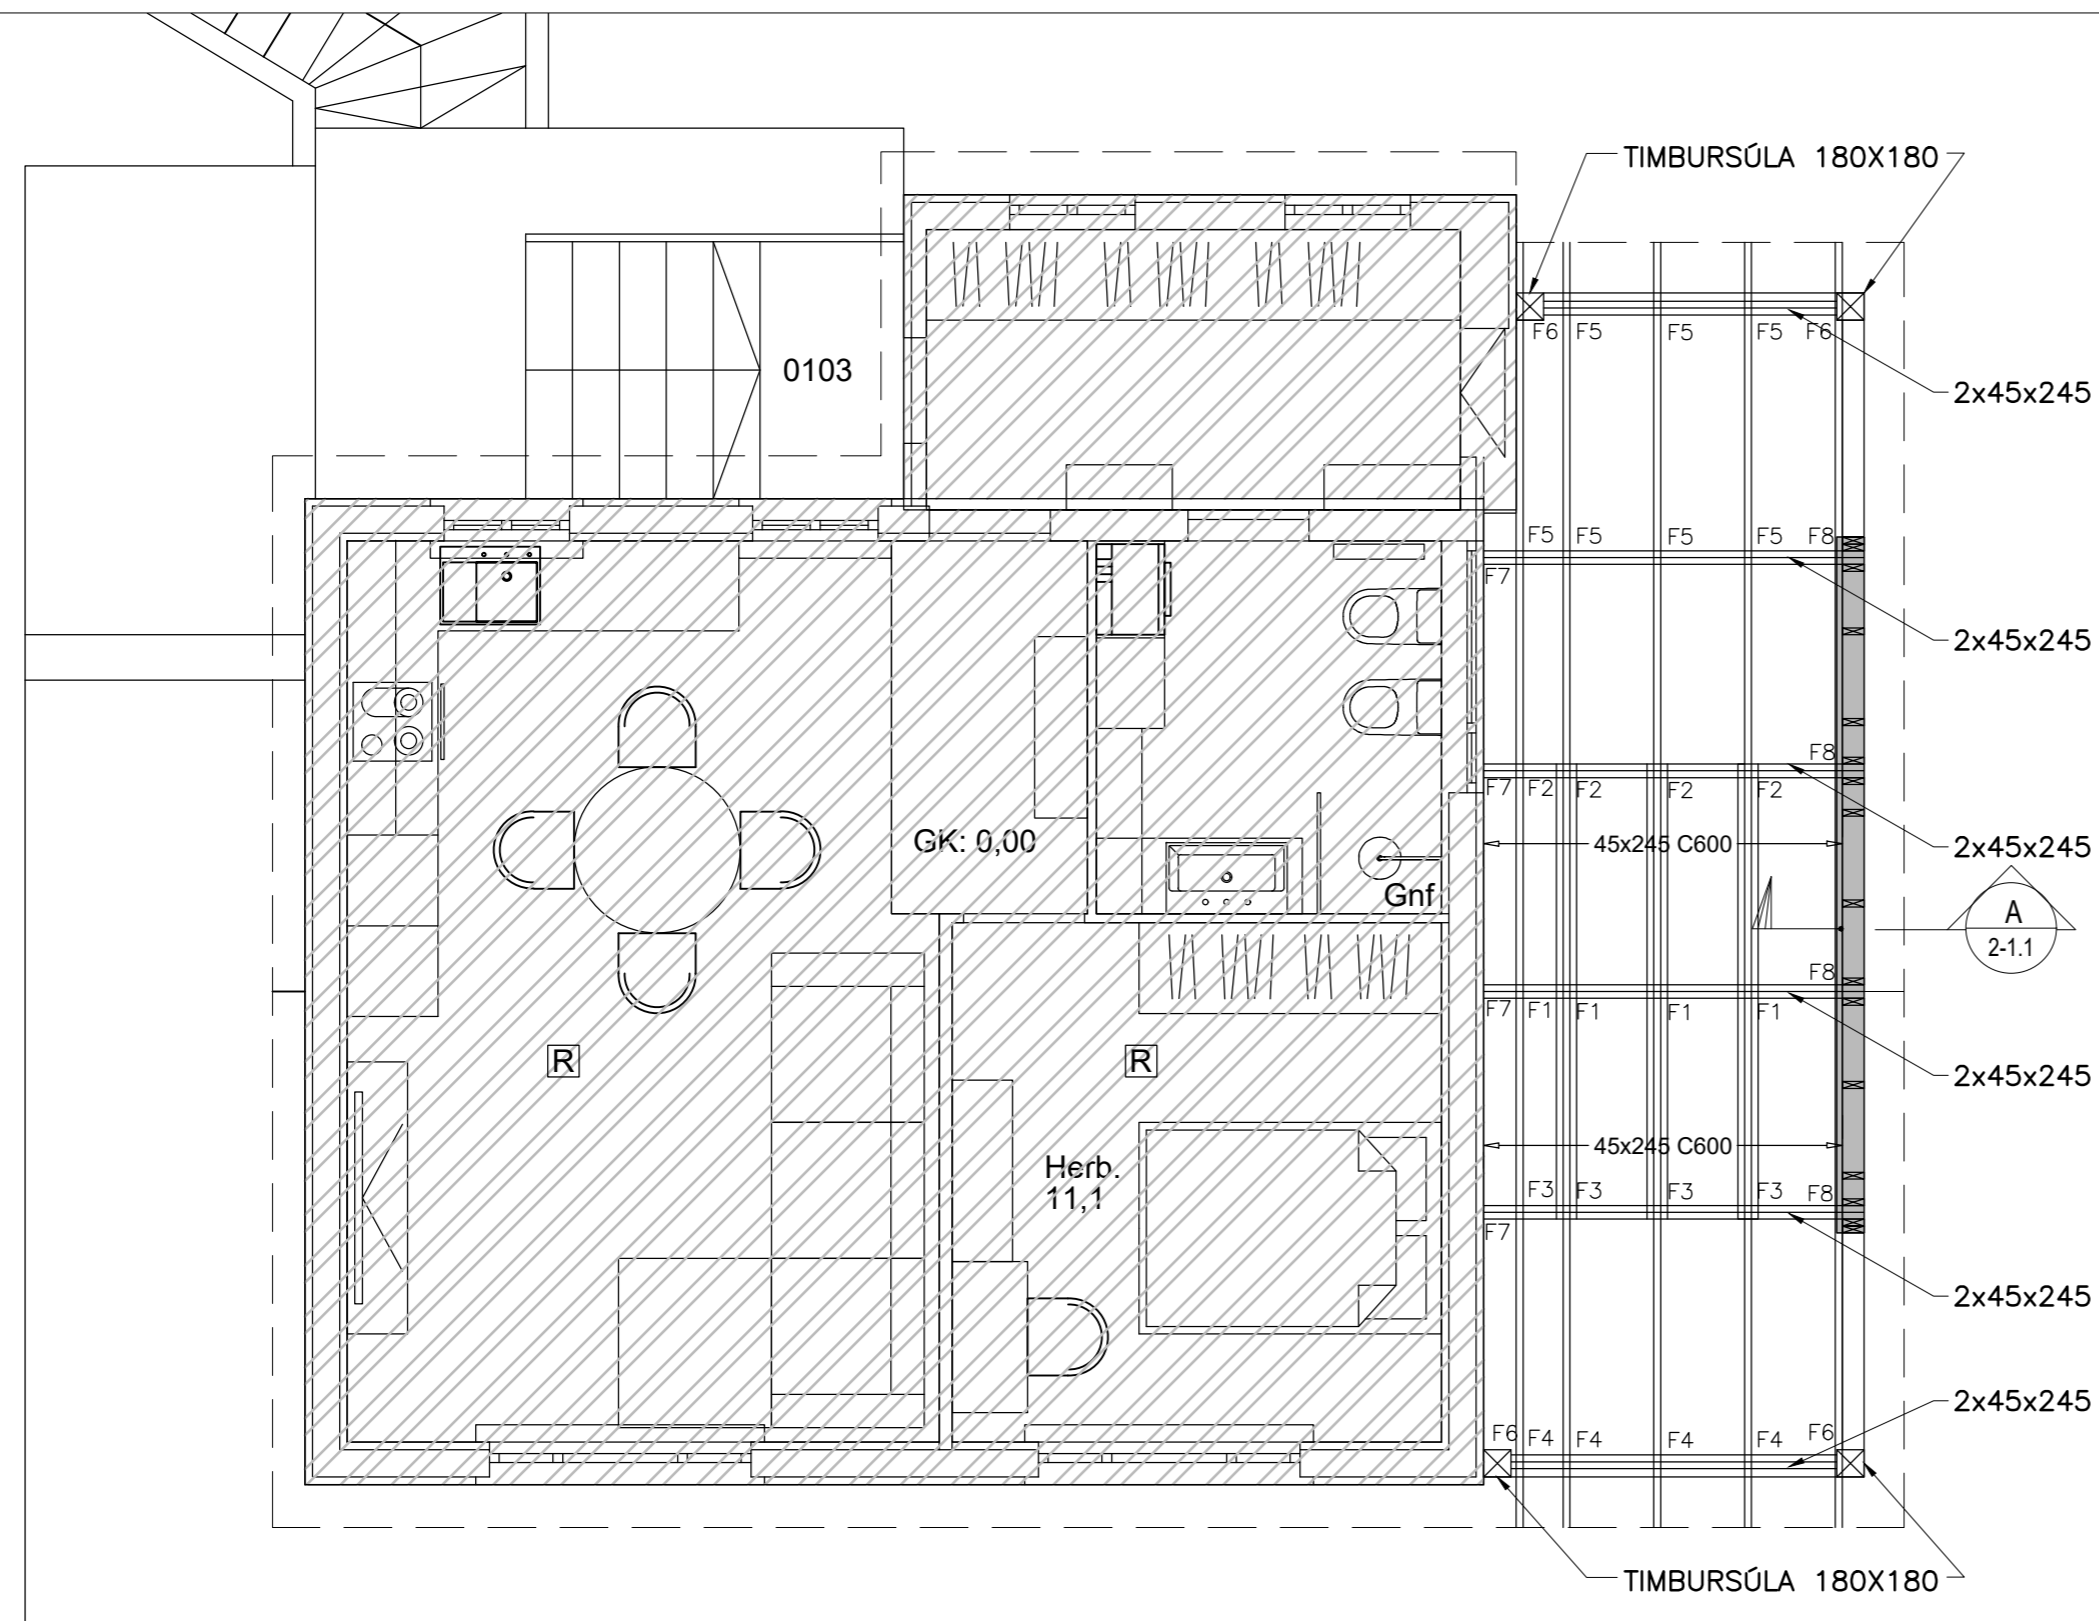 TIMBURSÚLA 180X180
F6 F5 F5 F5 F6
0103
2x45x245
F5 F5 F5 F5 F8
F7
2x45x245
F8
F7 F2 F2 F2 F2
GK: 0,00
45x245 C600
2x45x245
Gnf
A
2-1.1
F8
F7 F1 F1 F1 F1
R
R
2x45x245
45x245 C600
Herb.
11,1
F3 F3 F3 F3 F8
F7
2x45x245
2x45x245
F6 F4 F4 F4 F4 F6
TIMBURSÚLA 180X180